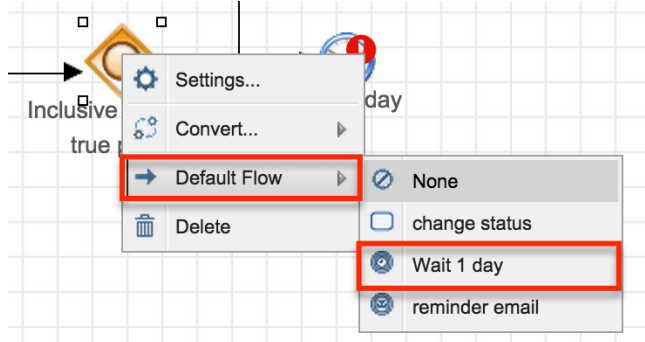 Settings...
day
Inclusive
Convert...
true
Default Flow
None
Delete
change status
Wait 1 day
reminder email